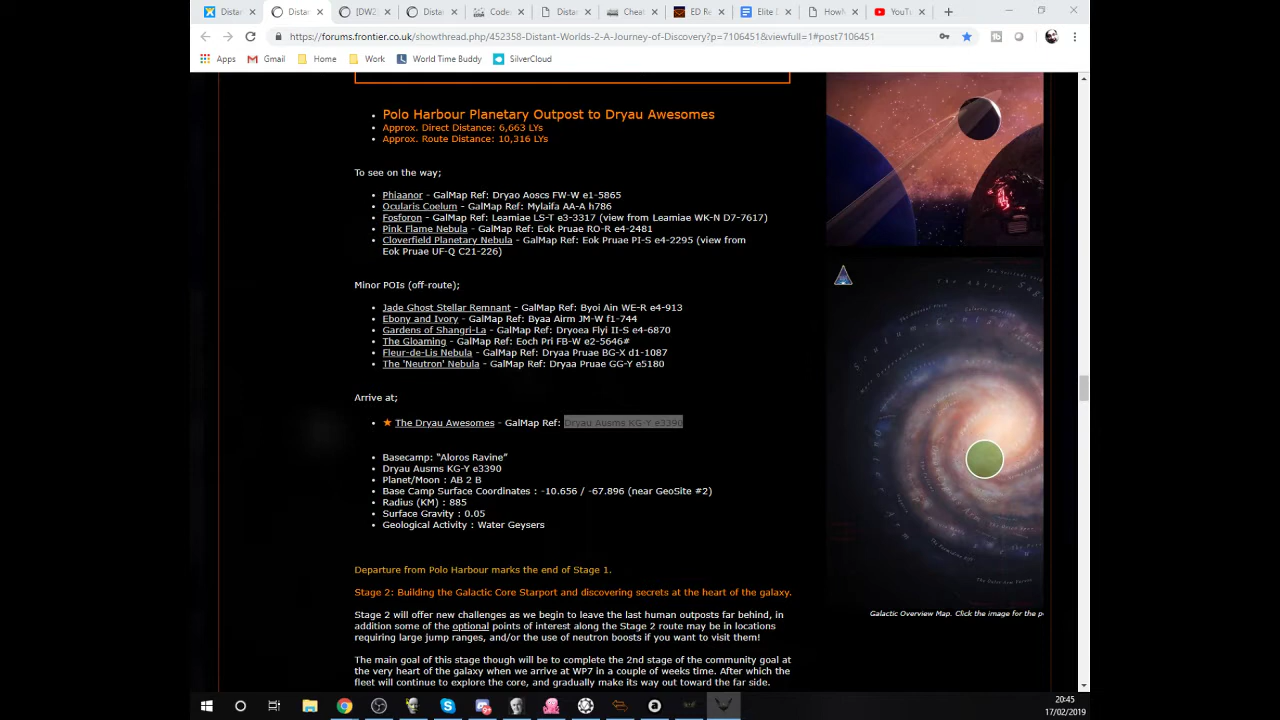 Distan
Distan
[DW2
Distan
Codex
Distan
Cheat
ED Re
Elite
HowM
YouTu
https://forums.frontier.co.uk/showthread.php/452358-Distant-Worlds-2-A-Journey-of-Discovery?p=7106451&viewfull=1#post7106451
Apps Gmail Home Work World Time Buddy SilverCloud
Polo Harbour Planetary Outpost to Dryau Awesomes
Approx. Direct Distance: 6,663 LYs
Approx. Route Distance: 10,316 LYs
To see on the way;
Phiaanor - GalMap Ref: Dryao Aoscs FW-W e1-5865
Ocularis Coelum - GalMap Ref: Mylaifa AA-A h786
Fosforon - GalMap Ref: Leamiae LS-T e3-3317 (view from Leamiae WK-N D7-7617)
Pink Flame Nebula - GalMap Ref: Eok Pruae RO-R e4-2481
Cloverfield Planetary Nebula - GalMap Ref: Eok Pruae PI-S e4-2295 (view from
Eok Pruae UF-Q C21-226)
Minor POIs (off-route);
Jade Ghost Stellar Remnant - GalMap Ref: Byoi Ain WE-R e4-913
Ebony and Ivory - GalMap Ref: Byaa Airm JM-W f1-744
Gardens of Shangri-La - GalMap Ref: Dryoea Flyi II-S e4-6870
The Gloaming - GalMap Ref: Eoch Pri FB-W e2-5646#
Fleur-de-Lis Nebula - GalMap Ref: Dryaa Pruae BG-X d1-1087
The 'Neutron' Nebula - GalMap Ref: Dryaa Pruae GG-Y e5180
Arrive at;
The Dryau Awesomes - GalMap Ref: Dryau Ausms KG-Y e3390
Basecamp: "Aloros Ravine"
Dryau Ausms KG-Y e3390
Planet/Moon : AB 2 B
Base Camp Surface Coordinates : -10.656 / -67.896 (near GeoSite #2)
Radius (KM) : 885
Surface Gravity : 0.05
Geological Activity : Water Geysers
Departure from Polo Harbour marks the end of Stage 1.
Stage 2: Building the Galactic Core Starport and discovering secrets at the heart of the galaxy.
Stage 2 will offer new challenges as we begin to leave the last human outposts far behind, in
addition some of the optional points of interest along the Stage 2 route may be in locations
requiring large jump ranges, and/or the use of neutron boosts if you want to visit them!
The main goal of this stage though will be to complete the 2nd stage of the community goal at
the very heart of the galaxy when we arrive at WP7 in a couple of weeks time. After which the
fleet will continue to explore the core, and gradually make its way out toward the far side.
Galactic Overview Map. Click the image for the p
20:45
17/02/2019